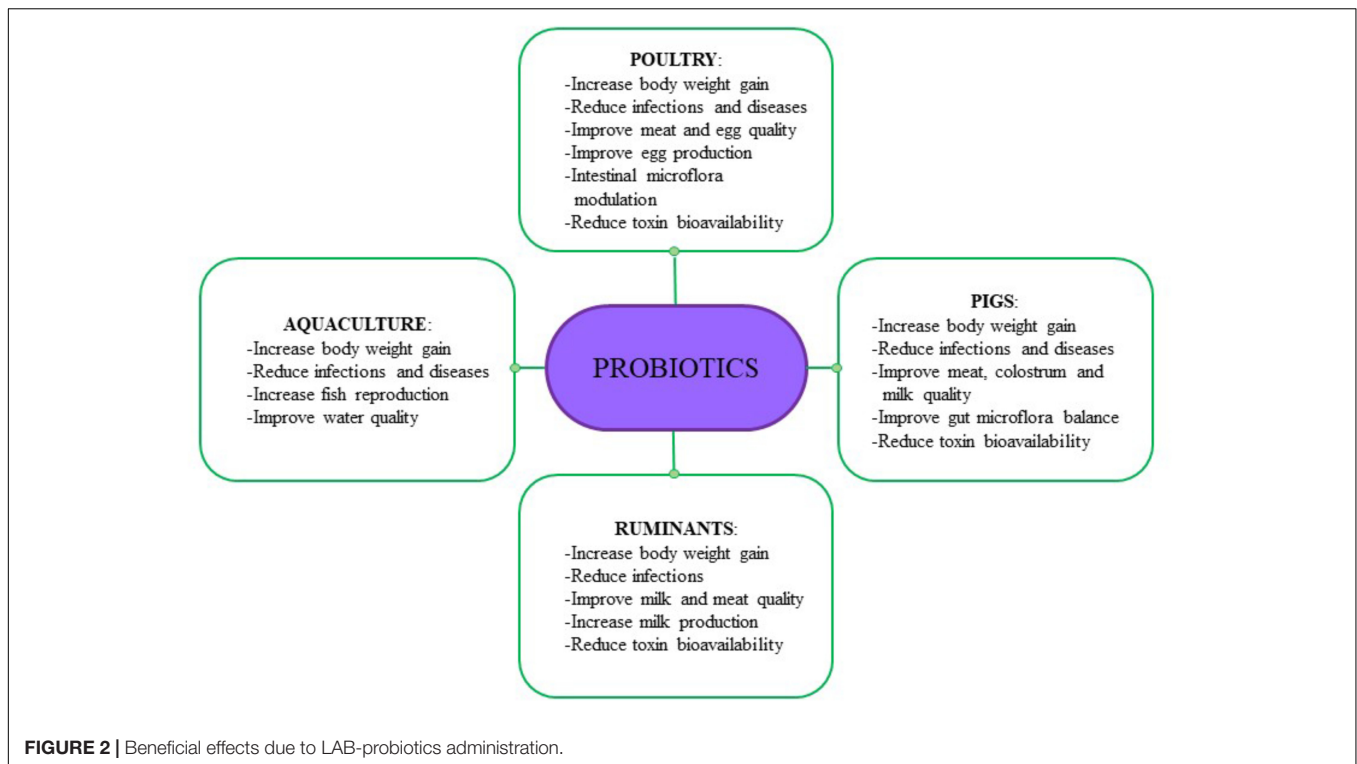 POULTRY:
-Increase body weight gain
-Reduce infections and diseases
-Improve meat and egg quality
-Improve egg production
-Intestinal microflora
modulation
-Reduce toxin bioavailability
AQUACULTURE:
-Increase body weight gain
-Reduce infections and diseases
-Increase fish reproduction
-Improve water quality
PROBIOTICS
PIGS:
-Increase body weight gain
-Reduce infections and diseases
-Improve meat, colostrum and
milk quality
-Improve gut microflora balance
-Reduce toxin bioavailability
RUMINANTS:
-Increase body weight gain
-Reduce infections
-Improve milk and meat quality
-Increase milk production
-Reduce toxin bioavailability
FIGURE 2 | Beneficial effects due to LAB-probiotics administration.